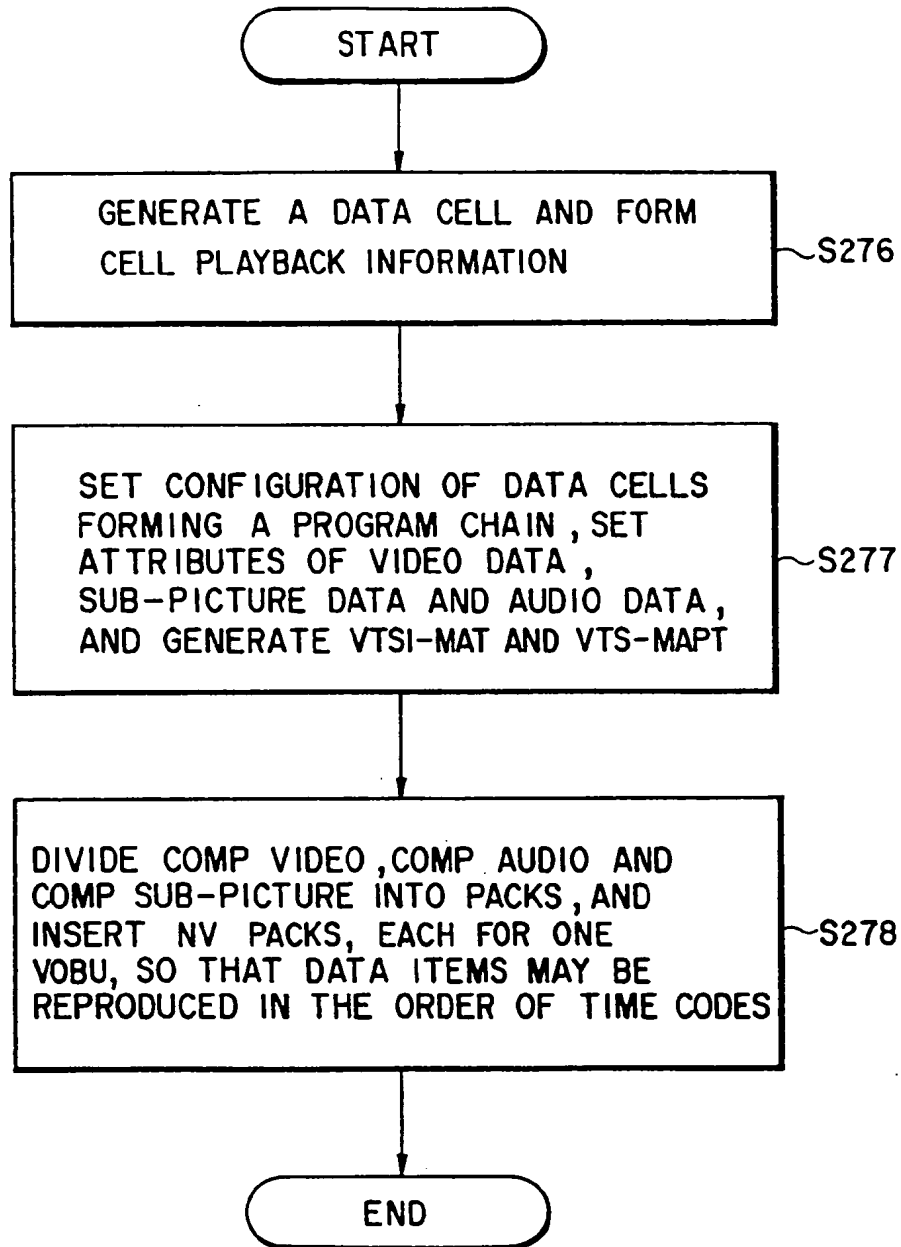 START
GENERATE A DATA CELL AND FORM
CELL PLAYBACK INFORMATION
S276
SET CONFIGURATION OF DATA CELLS
FORMING A PROGRAM CHAIN, SET
ATTRIBUTES OF VIDEO DATA,
SUB-PICTURE DATA AND AUDIO DATA,
AND GENERATE VTSI-MAT AND VTS-MAPT
S277
DIVIDE COMP VIDEO, COMP AUDIO AND
COMP SUB-PICTURE INTO PACKS, AND
INSERT NV PACKS, EACH FOR ONE
VOBU, SO THAT DATA ITEMS MAY BE
REPRODUCED IN THE ORDER OF TIME CODES
S278
END